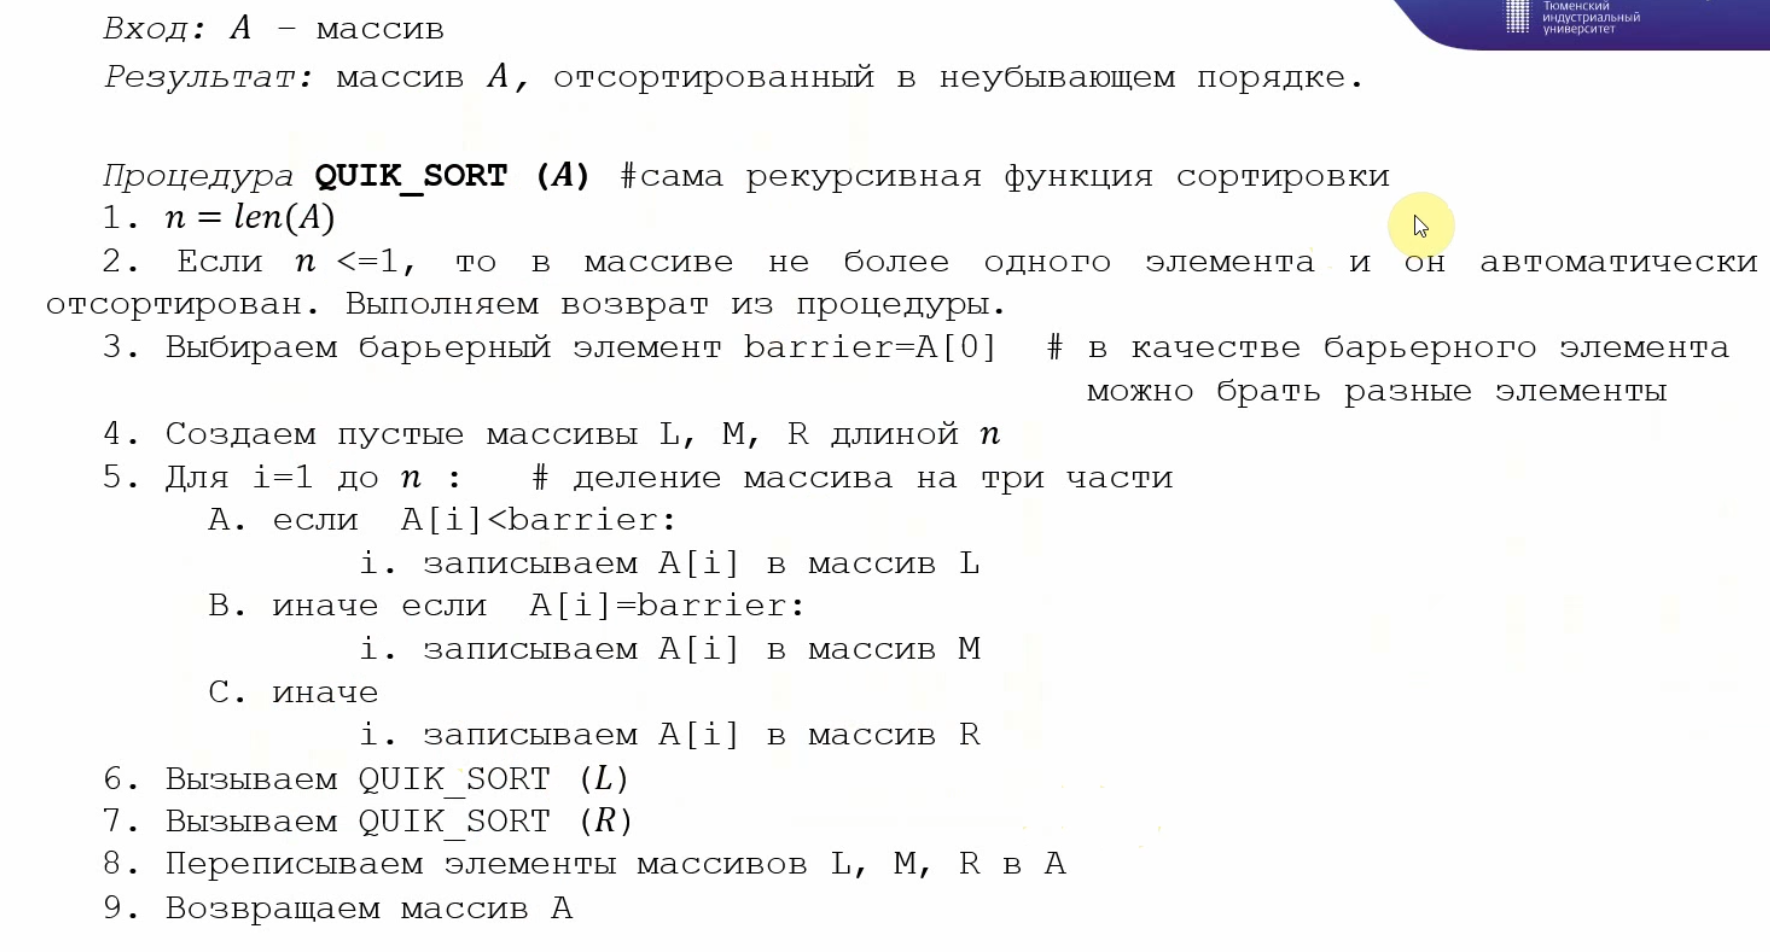 Тюменский
индустриальный
университет
Вход: A – массив
Результат: массив A, отсортированный в неубывающем порядке.
Процедура QUIK_SORT (A) #сама рекурсивная функция сортировки
1. n = len(A)
2. Если n <=1, то в массиве не более одного элемента и он автоматически
отсортирован. Выполняем возврат из процедуры.
3. Выбираем барьерный элемент barrier=A[0] # в качестве барьерного элемента
можно брать разные элементы
4. Создаем пустые массивы L, M, R длиной n
5. Для i=1 до n : # деление массива на три части
A. если A[i]<barrier:
i. записываем A[i] в массив L
B. иначе если A[i]=barrier:
i. записываем A[i] в массив M
C. иначе
i. записываем A[i] в массив R
6. Вызываем QUIK_SORT (L)
7. Вызываем QUIK_SORT (R)
8. Переписываем элементы массивов L, M, R в A
9. Возвращаем массив A